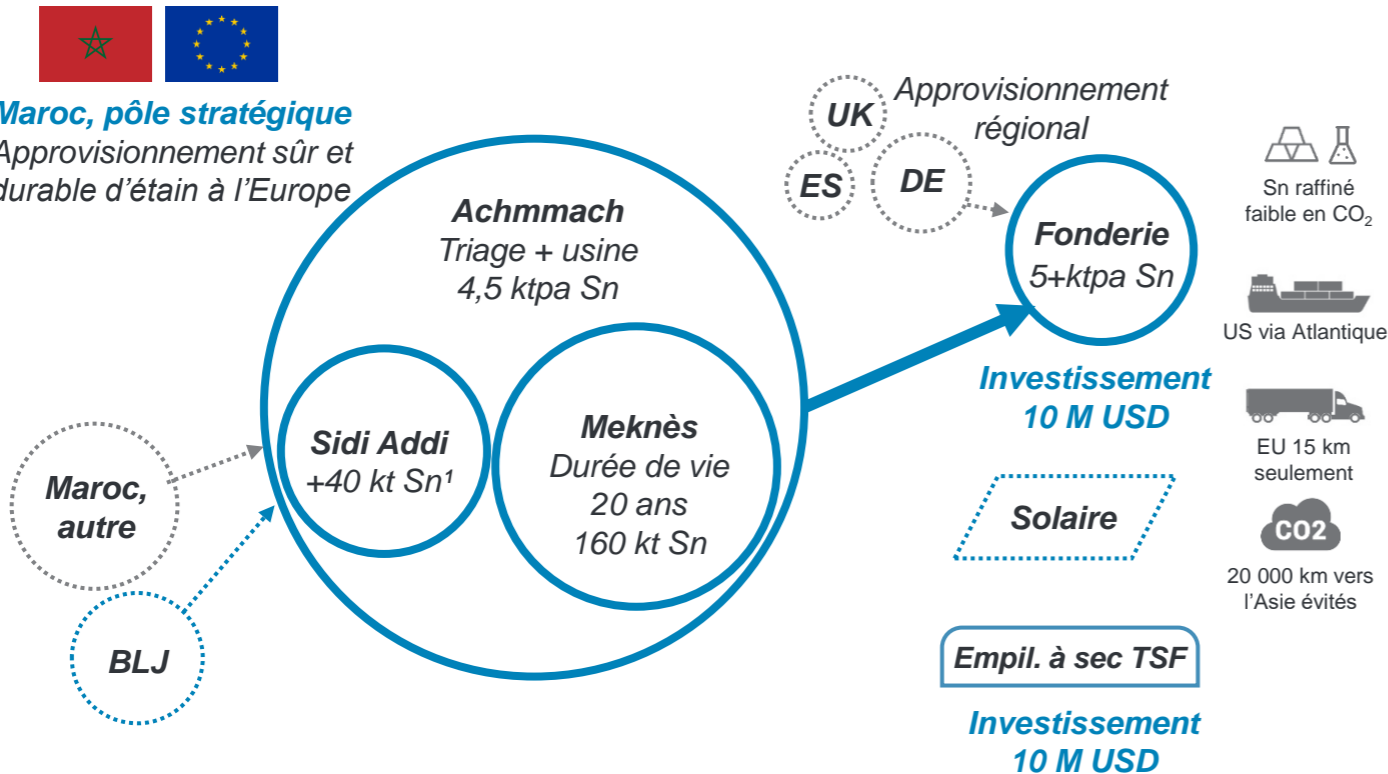 Maroc, pôle stratégique
Approvisionnement sûr et
durable d’étain à l’Europe
Achmmach
Triage + usine
4,5 ktpa Sn
Sidi Addi
+40 kt Sn¹
Meknès
Durée de vie
20 ans
160 kt Sn
Maroc,
autre
BLJ
UK
ES
DE
Approvisionnement
régional
Fonderie
5+ktpa Sn
Investissement
10 M USD
Solaire
Empil. à sec TSF
Investissement
10 M USD
Sn raffiné
faible en CO₂
US via Atlantique
EU 15 km
seulement
CO2
20 000 km vers
l’Asie évités